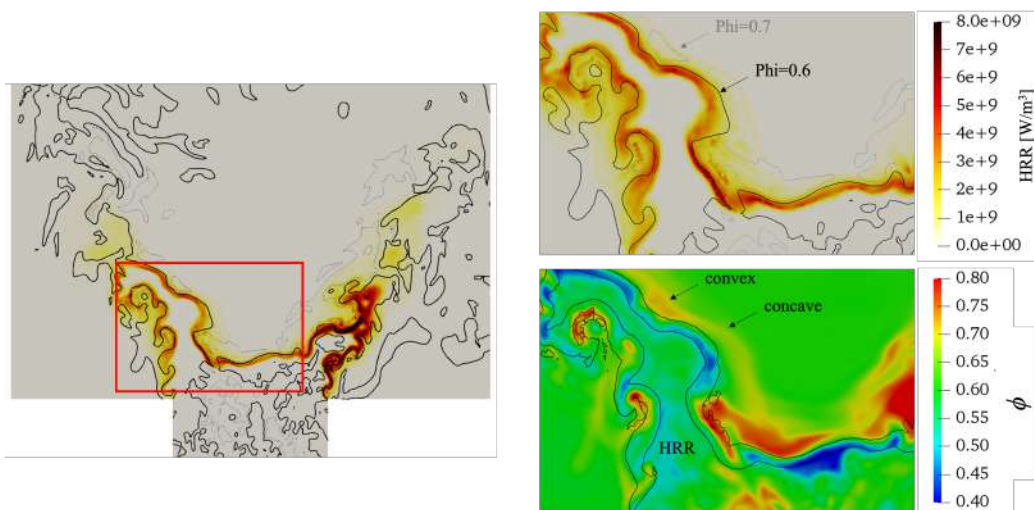 Phi=0.7
Phi=0.6
8.0e+09
7e+9
6e+9
5e+9
4e+9
3e+9
2e+9
1e+9
0.0e+00
HRR [W/m³]
convex
concave
HRR
0.80
0.75
0.70
0.65
0.60
0.55
0.50
0.45
0.40
ϕ